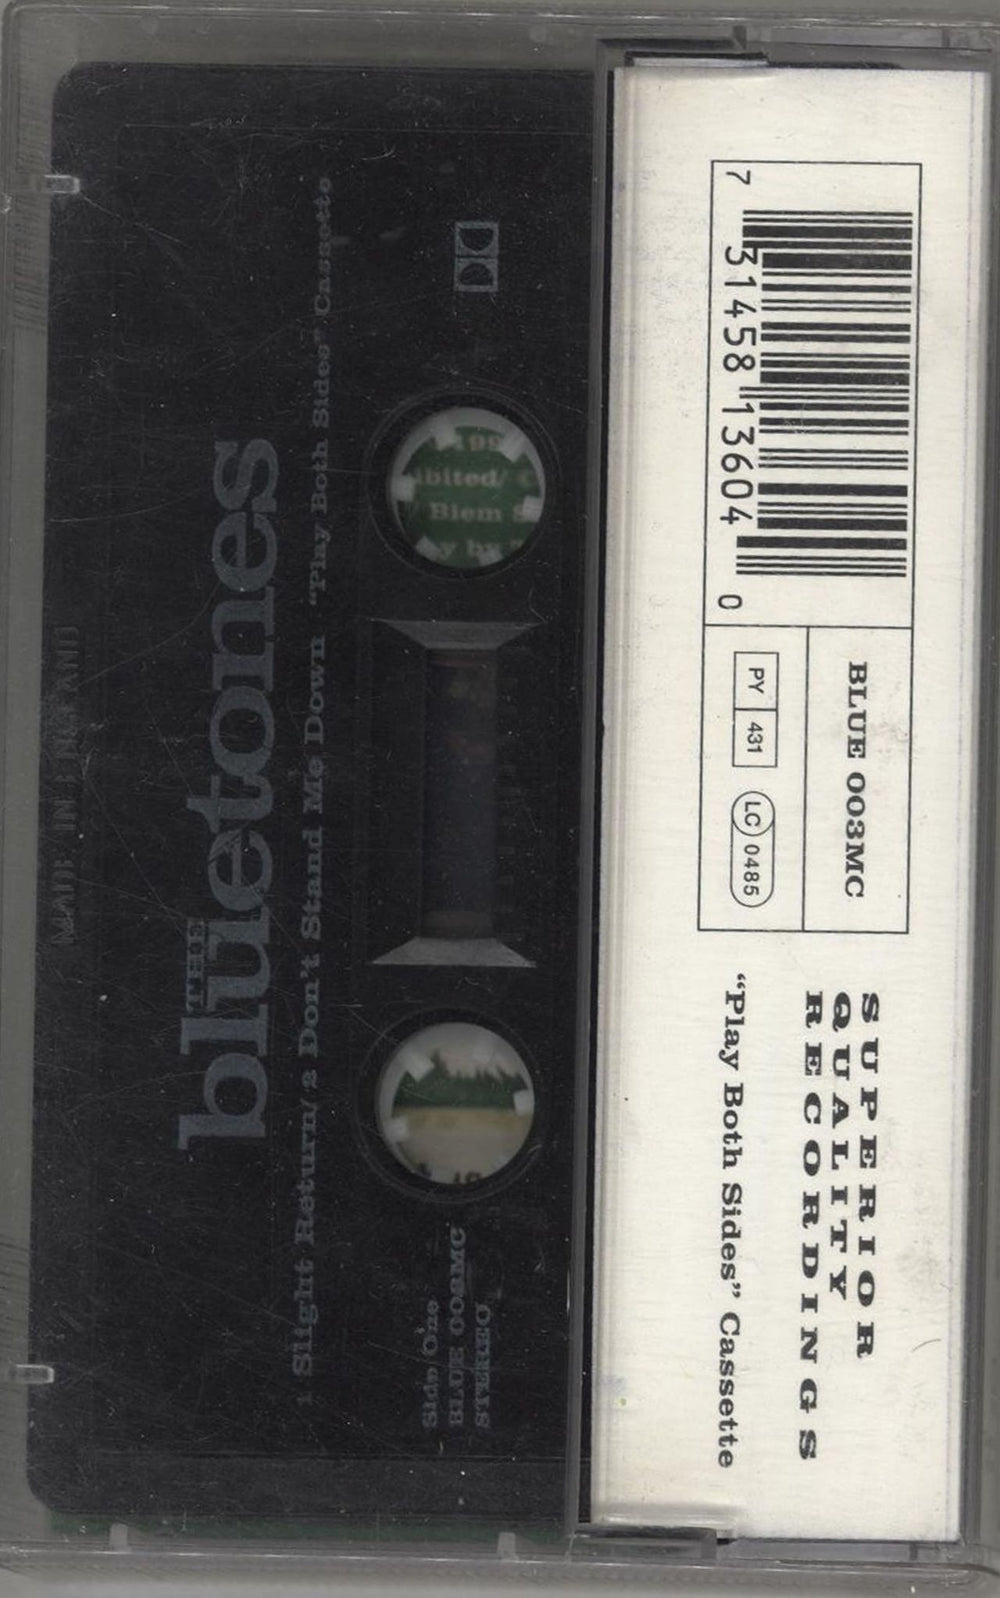 THE
bluetones
1 Slight Return/ 2 Don't Stand Me Down "Play Both Sides" Cassette
Side One
BLUE 003MC
STEREO
MADE IN ENGLAND
ibited/
Biem
7 31458 13604 0
BLUE 003MC
PY 431
LC 0485
SUPERIOR
QUALITY
RECORDINGS
“Play Both Sides” Cassette